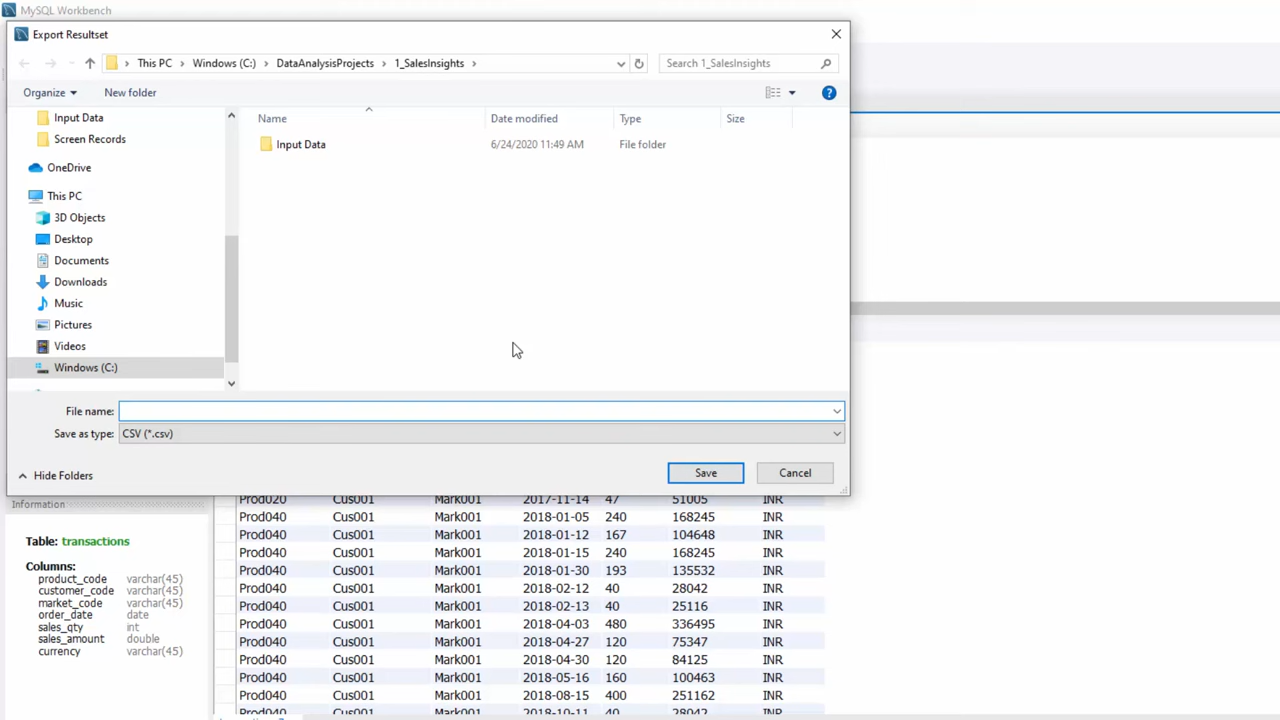 MySQL Workbench
Export Resultset
This PC > Windows (C:) > DataAnalysisProjects > 1_SalesInsights >
Search 1_SalesInsights
Organize
New folder
Input Data
Screen Records
OneDrive
This PC
3D Objects
Desktop
Documents
Downloads
Music
Pictures
Videos
Windows (C:)
Name Date modified Type Size
Input Data 6/24/2020 11:49 AM File folder
File name:
Save as type: CSV (*.csv)
Hide Folders
Save
Cancel
Information
Table: transactions
Columns:
product_code varchar(45)
customer_code varchar(45)
market_code varchar(45)
order_date date
sales_qty int
sales_amount double
currency varchar(45)
Prod020 Cus001 Mark001 2017-11-14 47 51005 INR
Prod040 Cus001 Mark001 2018-01-05 240 168245 INR
Prod040 Cus001 Mark001 2018-01-12 167 104648 INR
Prod040 Cus001 Mark001 2018-01-15 240 168245 INR
Prod040 Cus001 Mark001 2018-01-30 193 135532 INR
Prod040 Cus001 Mark001 2018-02-12 40 28042 INR
Prod040 Cus001 Mark001 2018-02-13 40 25116 INR
Prod040 Cus001 Mark001 2018-04-03 480 336495 INR
Prod040 Cus001 Mark001 2018-04-27 120 75347 INR
Prod040 Cus001 Mark001 2018-04-30 120 84125 INR
Prod040 Cus001 Mark001 2018-05-16 160 100463 INR
Prod040 Cus001 Mark001 2018-08-15 400 251162 INR
Prod040 Cus001 Mark001 2018-10-11 40 28042 INR